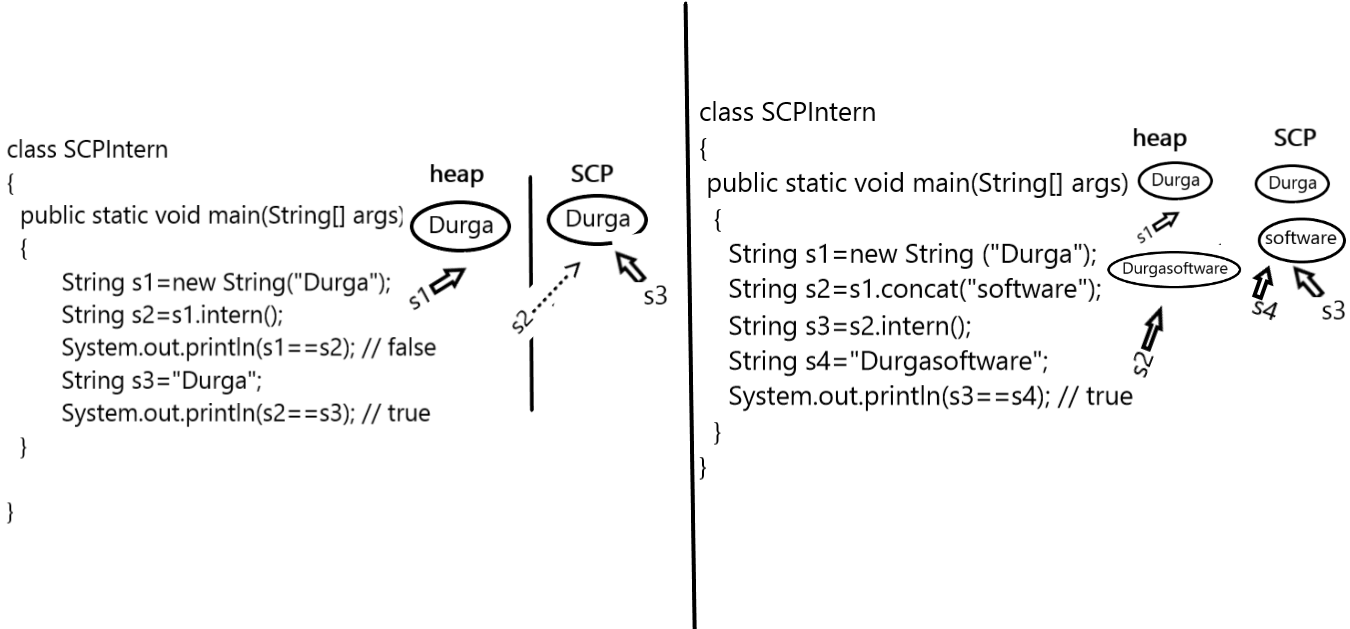 class SCPIntern
{
public static void main(String[] args)
{
String s1=new String("Durga");
String s2=s1.intern();
System.out.println(s1==s2); // false
String s3="Durga";
System.out.println(s2==s3); // true
}
}
heap
SCP
Durga
Durga
s1
s2
s3
class SCPIntern
{
public static void main(String[] args)
{
String s1=new String ("Durga");
String s2=s1.concat("software");
String s3=s2.intern();
String s4="Durgasoftware";
System.out.println(s3==s4); // true
}
}
heap
SCP
Durga
Durga
s1
software
Durgasoftware
s4
s3
s2